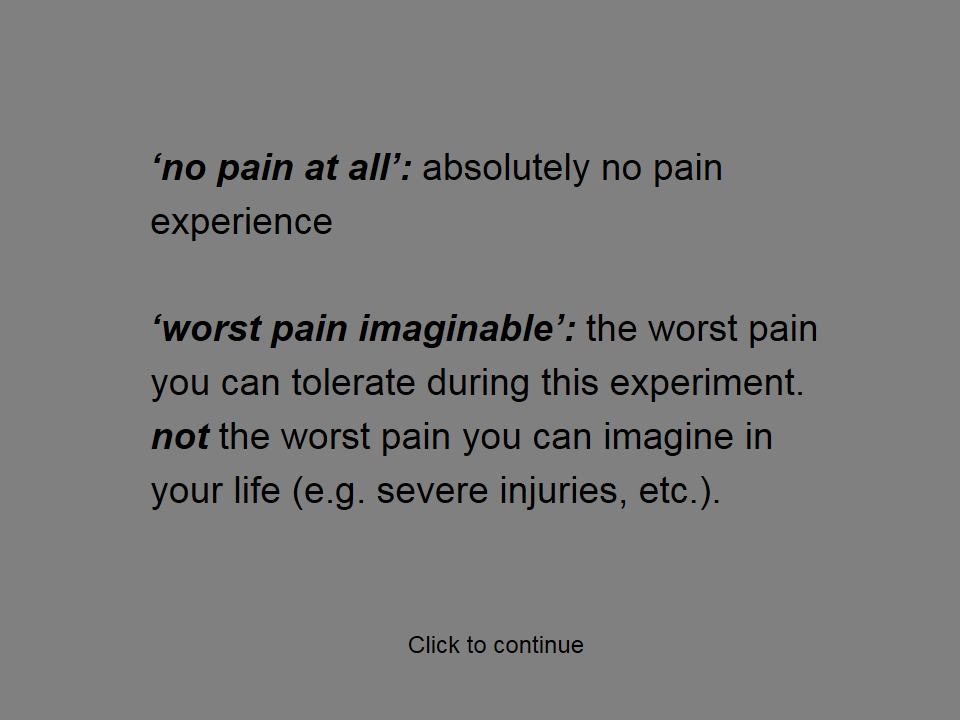 ‘no pain at all’: absolutely no pain
experience
‘worst pain imaginable’: the worst pain
you can tolerate during this experiment.
not the worst pain you can imagine in
your life (e.g. severe injuries, etc.).
Click to continue